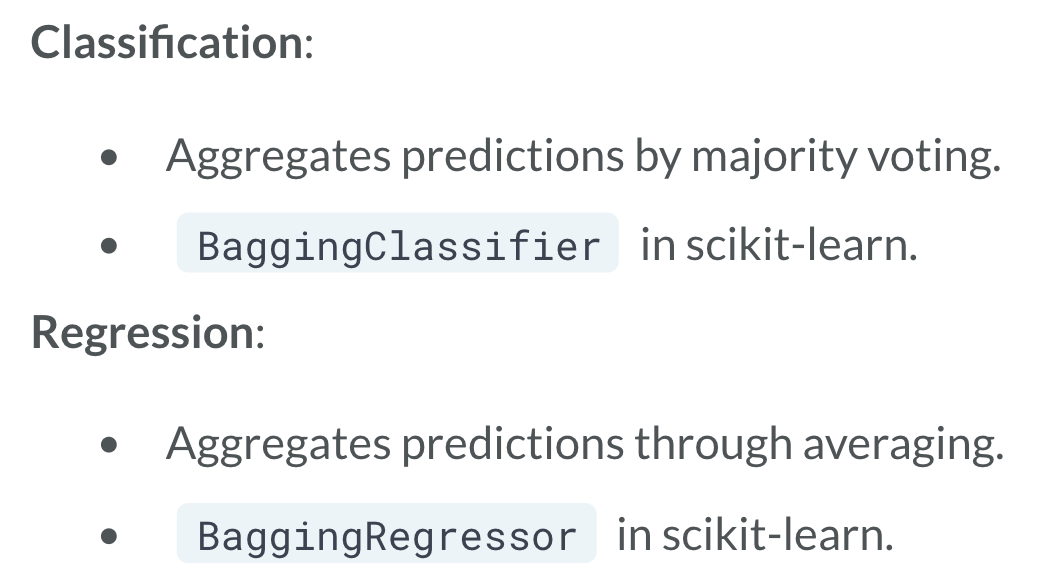 Classification:
• Aggregates predictions by majority voting.
• BaggingClassifier in scikit-learn.
Regression:
• Aggregates predictions through averaging.
• BaggingRegressor in scikit-learn.